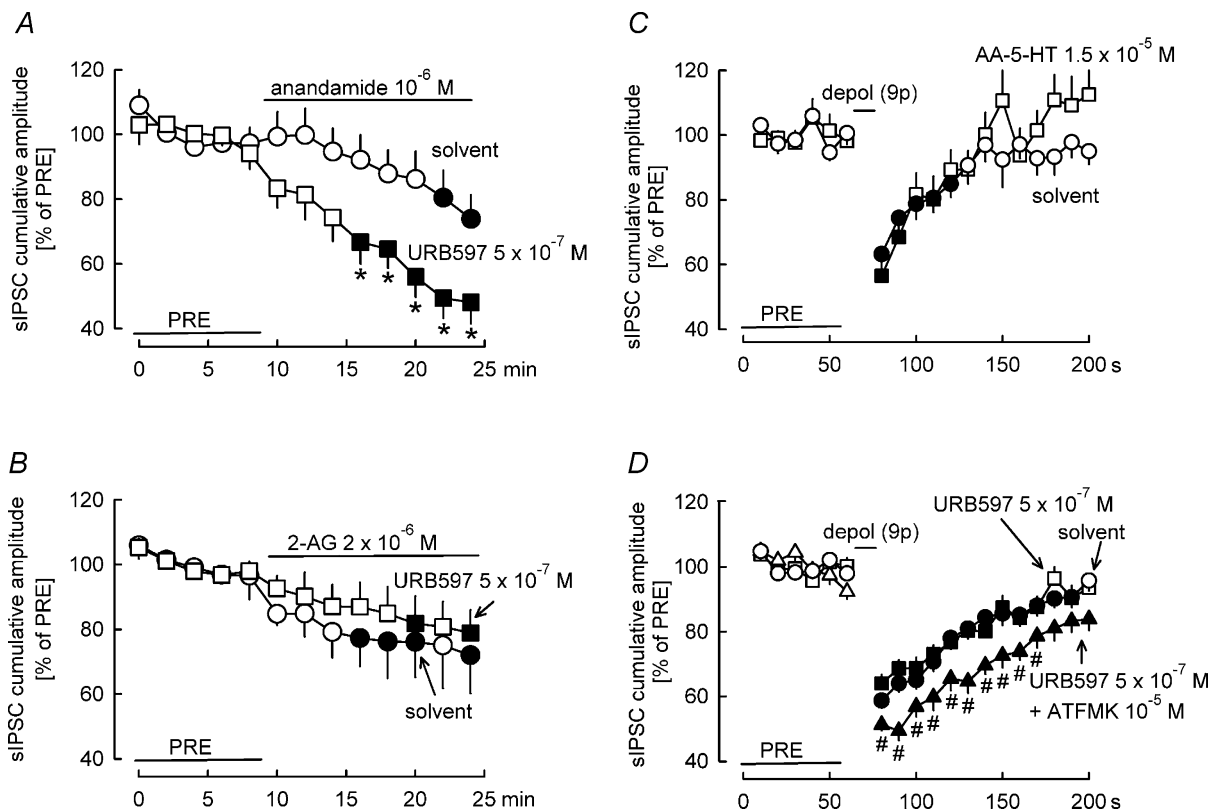 A
sIPSC cumulative amplitude
[% of PRE]
120
100
80
60
40
anandamide 10⁻⁶ M
solvent
URB597 5 x 10⁻⁷ M
* * * * *
PRE
0 5 10 15 20 25 min
B
sIPSC cumulative amplitude
[% of PRE]
120
100
80
60
40
2-AG 2 x 10⁻⁶ M
URB597 5 x 10⁻⁷ M
solvent
PRE
0 5 10 15 20 25 min
C
sIPSC cumulative amplitude
[% of PRE]
120
100
80
60
40
AA-5-HT 1.5 x 10⁻⁵ M
depol (9p)
solvent
PRE
0 50 100 150 200 s
D
sIPSC cumulative amplitude
[% of PRE]
120
100
80
60
40
URB597 5 x 10⁻⁷ M
solvent
depol (9p)
URB597 5 x 10⁻⁷ M
+ ATFMK 10⁻⁵ M
# # # # # # # # # #
PRE
0 50 100 150 200 s